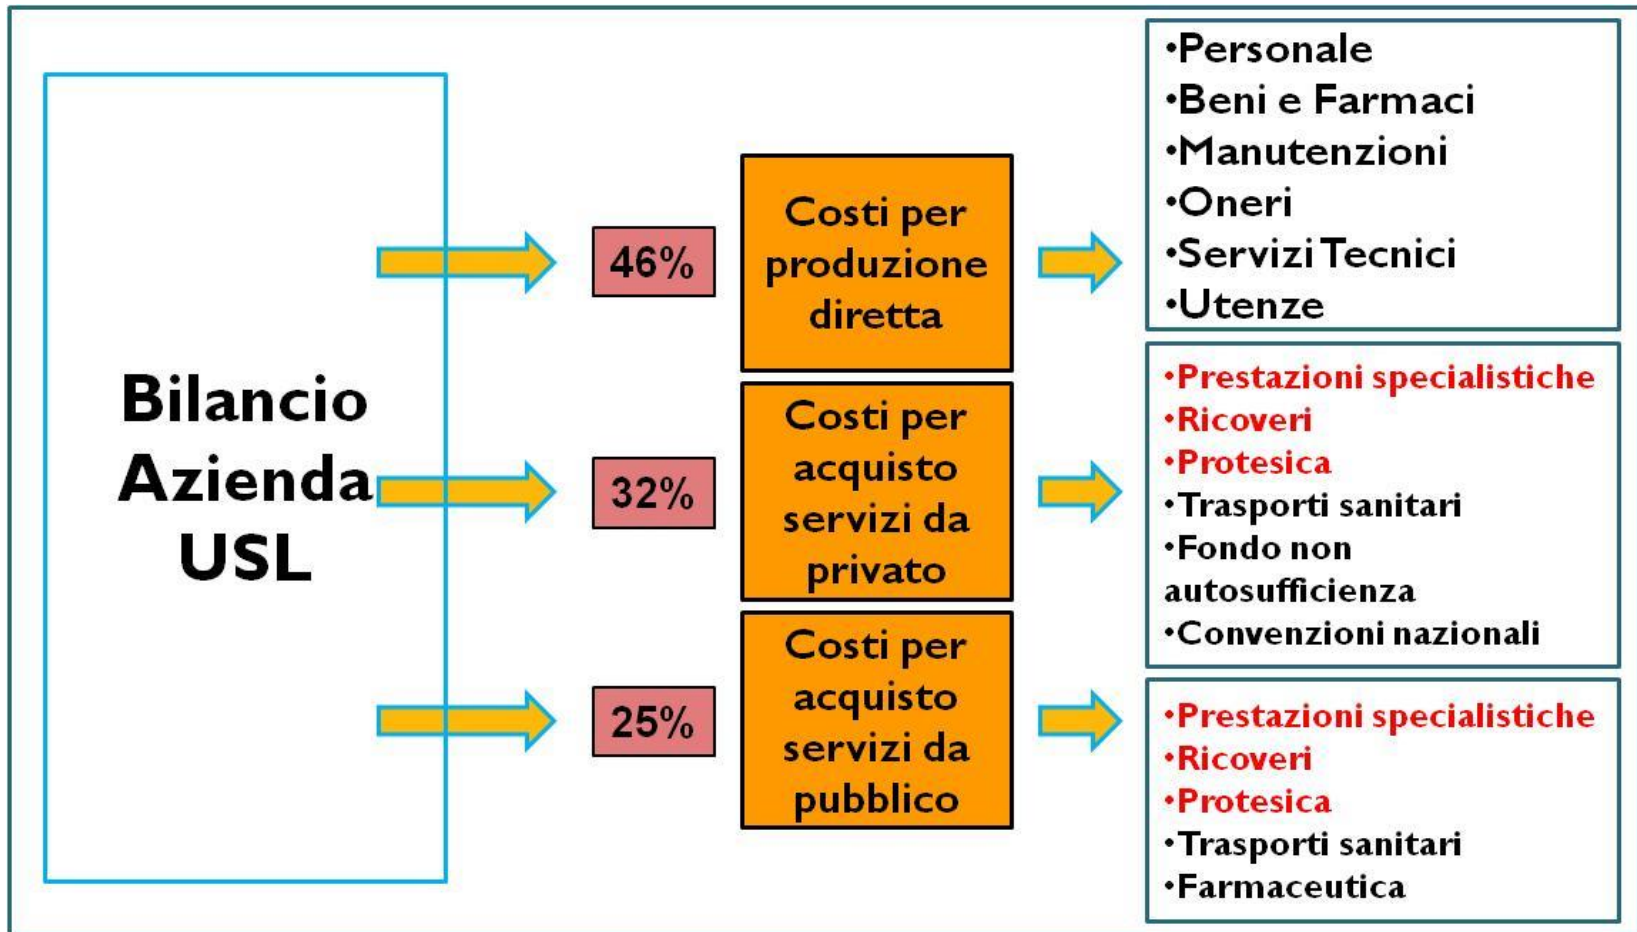 Bilancio
Azienda
USL
46%
Costi per
produzione
diretta
•Personale
•Beni e Farmaci
•Manutenzioni
•Oneri
•Servizi Tecnici
•Utenze
32%
Costi per
acquisto
servizi da
privato
•Prestazioni specialistiche
•Ricoveri
•Protesica
•Trasporti sanitari
•Fondo non
autosufficienza
•Convenzioni nazionali
25%
Costi per
acquisto
servizi da
pubblico
•Prestazioni specialistiche
•Ricoveri
•Protesica
•Trasporti sanitari
•Farmaceutica